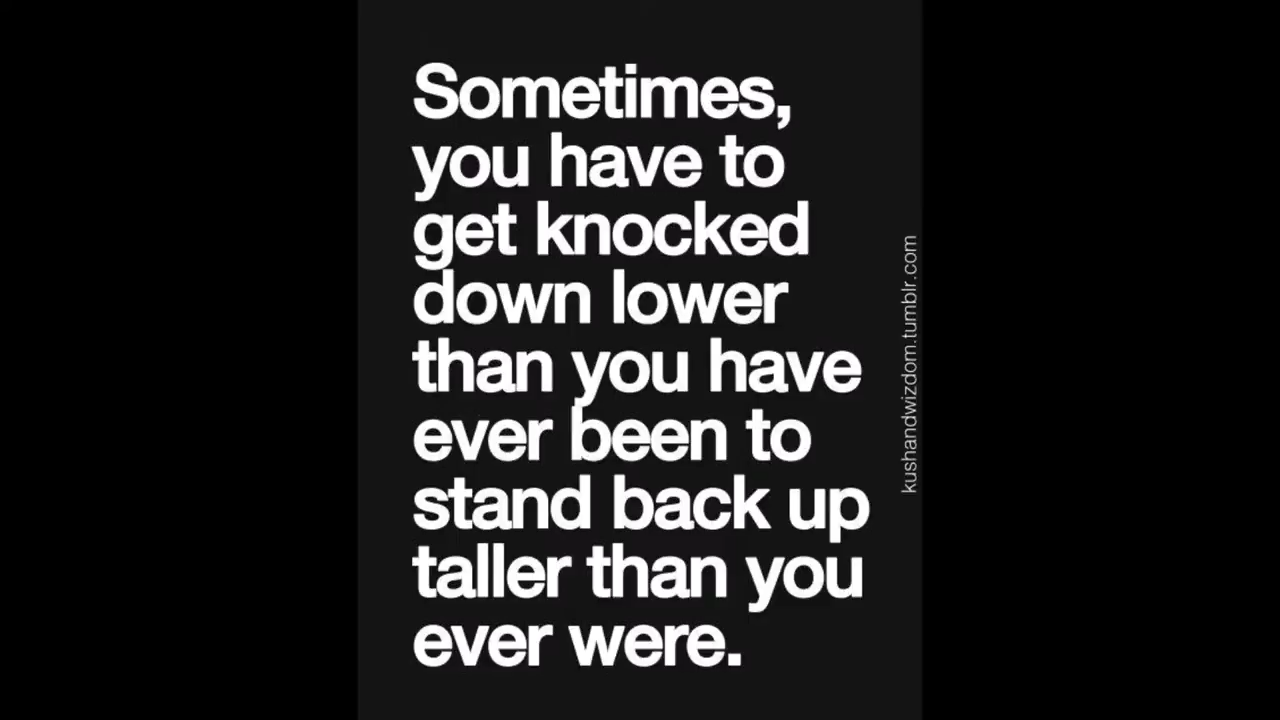 Sometimes,
you have to
get knocked
down lower
than you have
ever been to
stand back up
taller than you
ever were.
kushandwizdom.tumblr.com